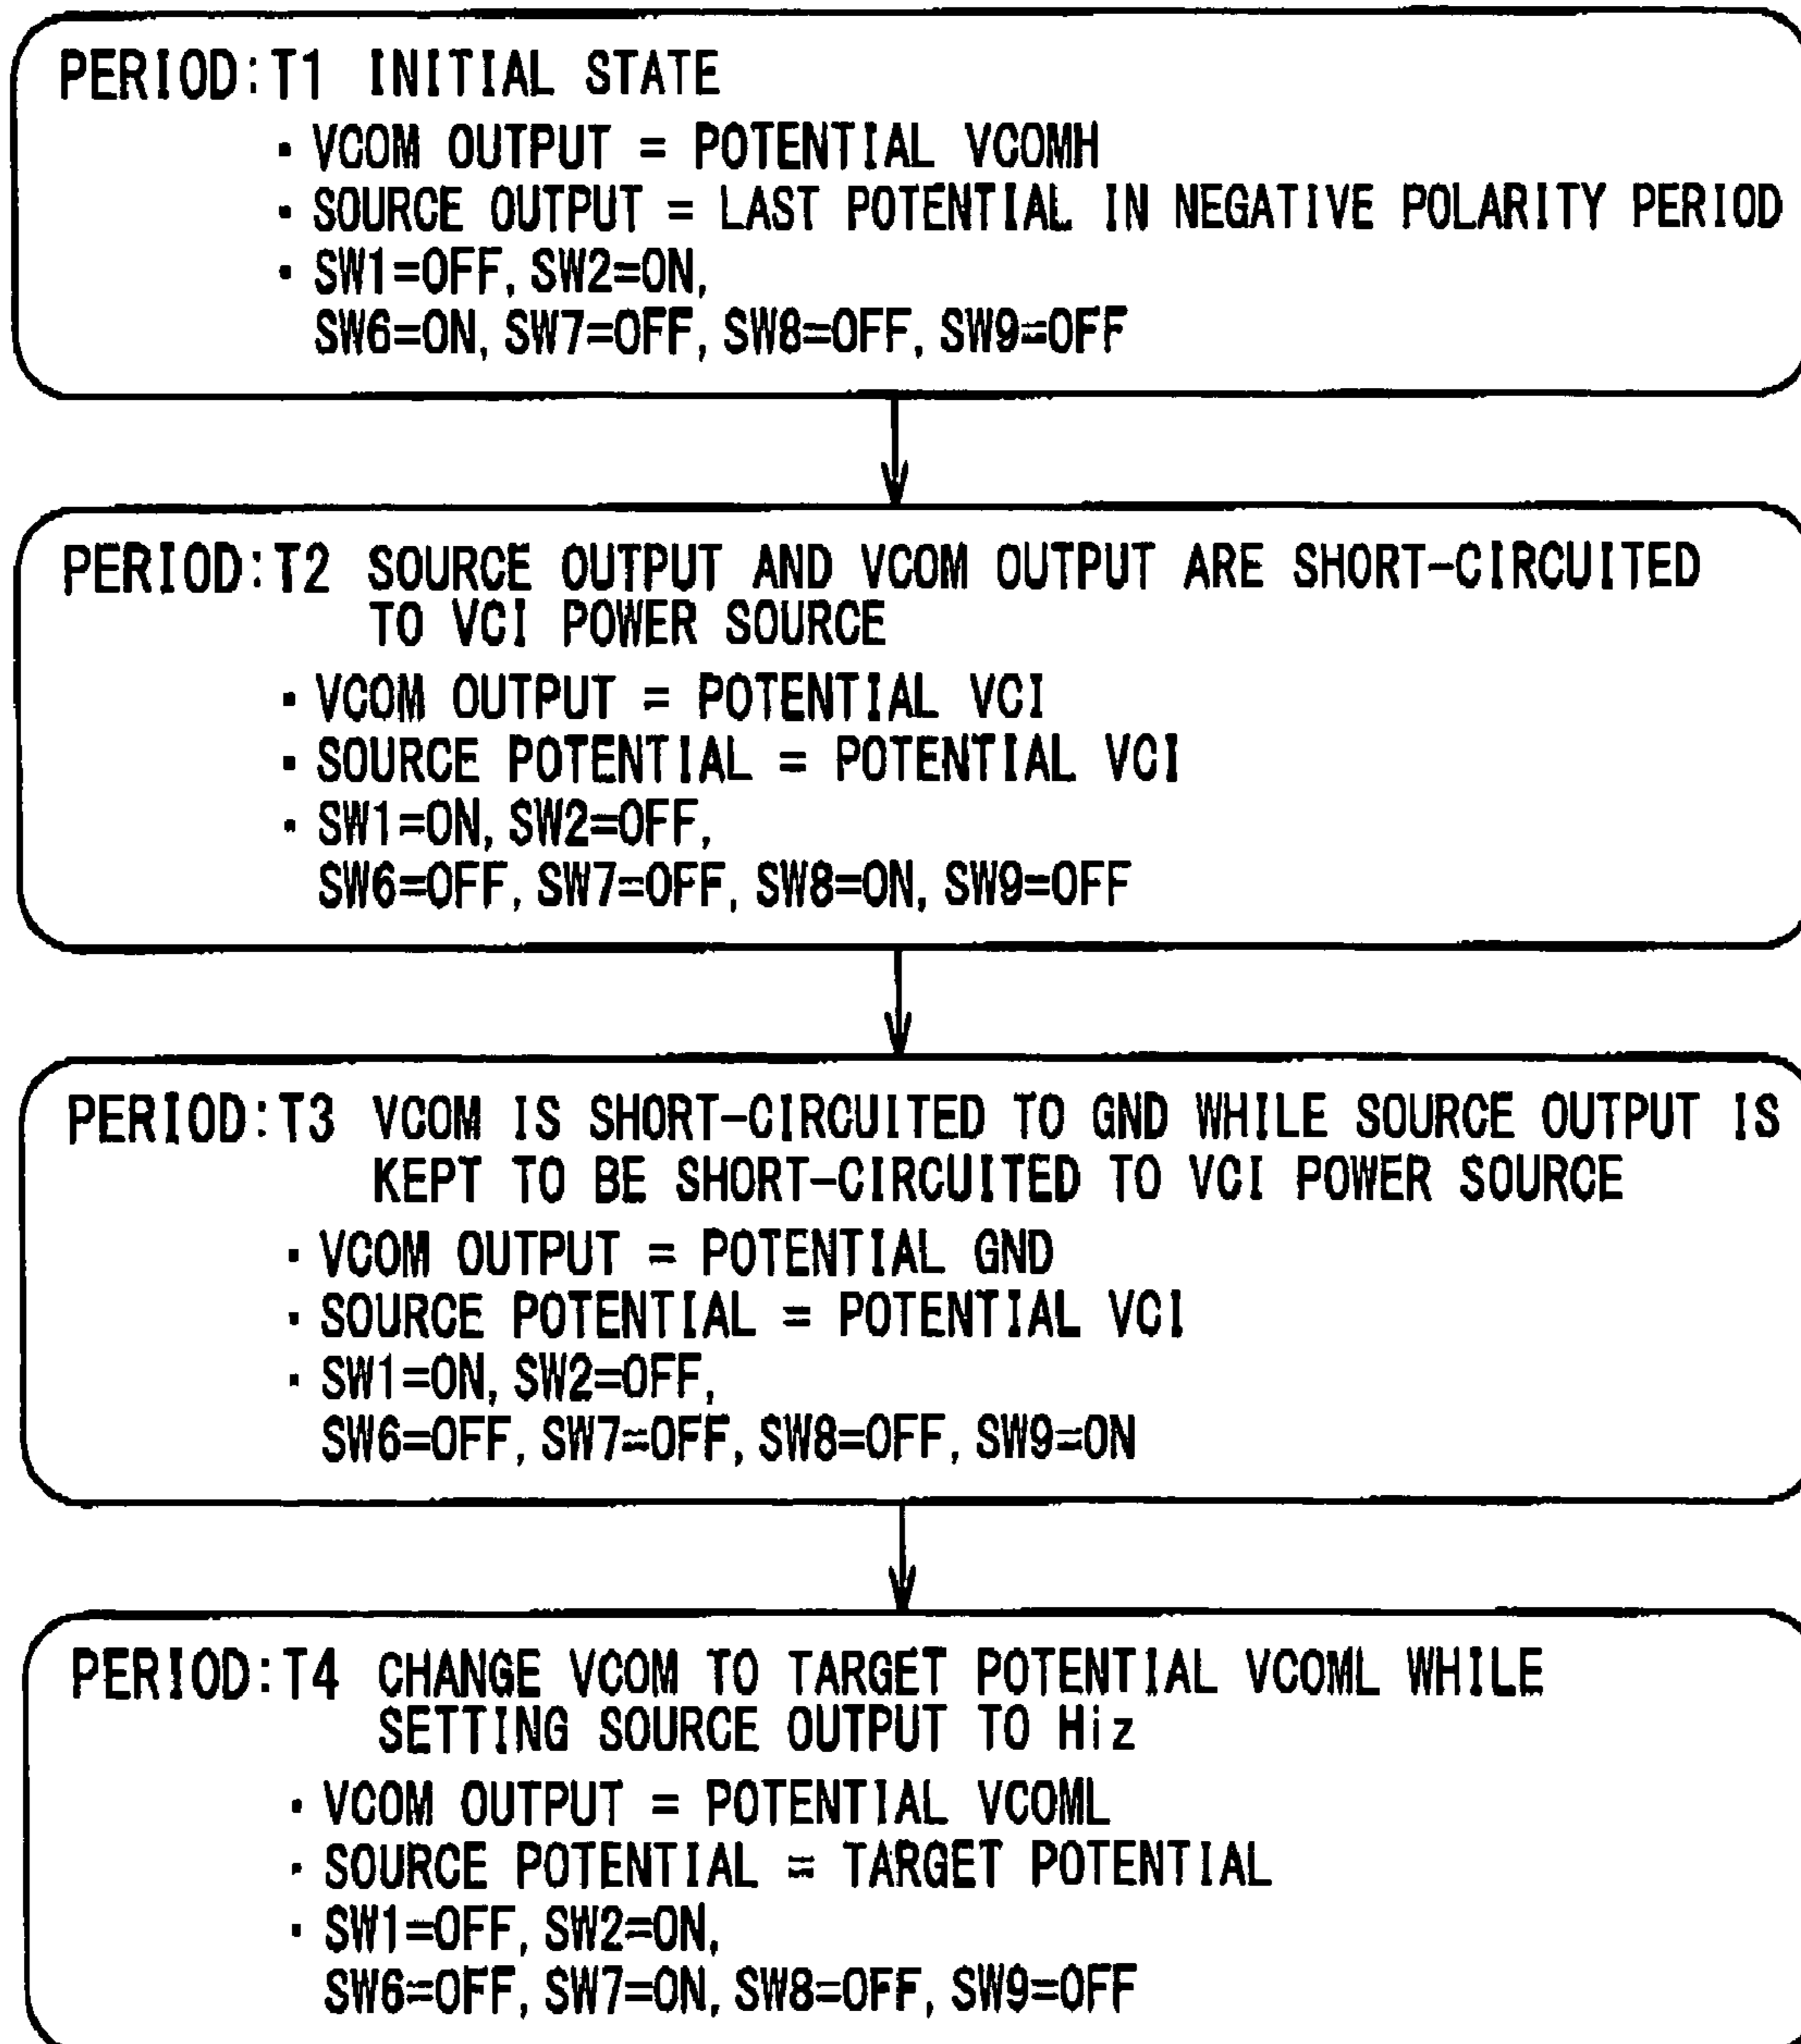 PERIOD:T1 INITIAL STATE
・VCOM OUTPUT = POTENTIAL VCOMH
・SOURCE OUTPUT = LAST POTENTIAL IN NEGATIVE POLARITY PERIOD
・SW1=OFF, SW2=ON,
SW6=ON, SW7=OFF, SW8=OFF, SW9=OFF
PERIOD:T2 SOURCE OUTPUT AND VCOM OUTPUT ARE SHORT-CIRCUITED
TO VCI POWER SOURCE
・VCOM OUTPUT = POTENTIAL VCI
・SOURCE POTENTIAL = POTENTIAL VCI
・SW1=ON, SW2=OFF,
SW6=OFF, SW7=OFF, SW8=ON, SW9=OFF
PERIOD:T3 VCOM IS SHORT-CIRCUITED TO GND WHILE SOURCE OUTPUT IS
KEPT TO BE SHORT-CIRCUITED TO VCI POWER SOURCE
・VCOM OUTPUT = POTENTIAL GND
・SOURCE POTENTIAL = POTENTIAL VCI
・SW1=ON, SW2=OFF,
SW6=OFF, SW7=OFF, SW8=OFF, SW9=ON
PERIOD:T4 CHANGE VCOM TO TARGET POTENTIAL VCOML WHILE
SETTING SOURCE OUTPUT TO Hiz
・VCOM OUTPUT = POTENTIAL VCOML
・SOURCE POTENTIAL = TARGET POTENTIAL
・SW1=OFF, SW2=ON,
SW6=OFF, SW7=ON, SW8=OFF, SW9=OFF